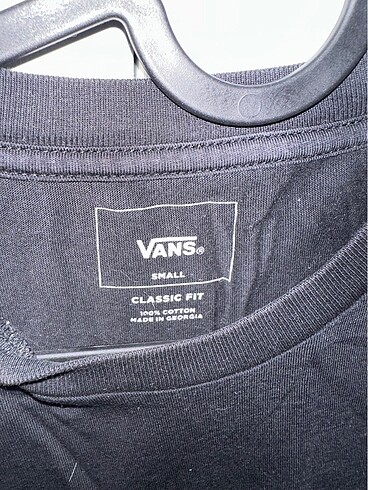 VANS®
SMALL
CLASSIC FIT
100% COTTON
MADE IN GEORGIA